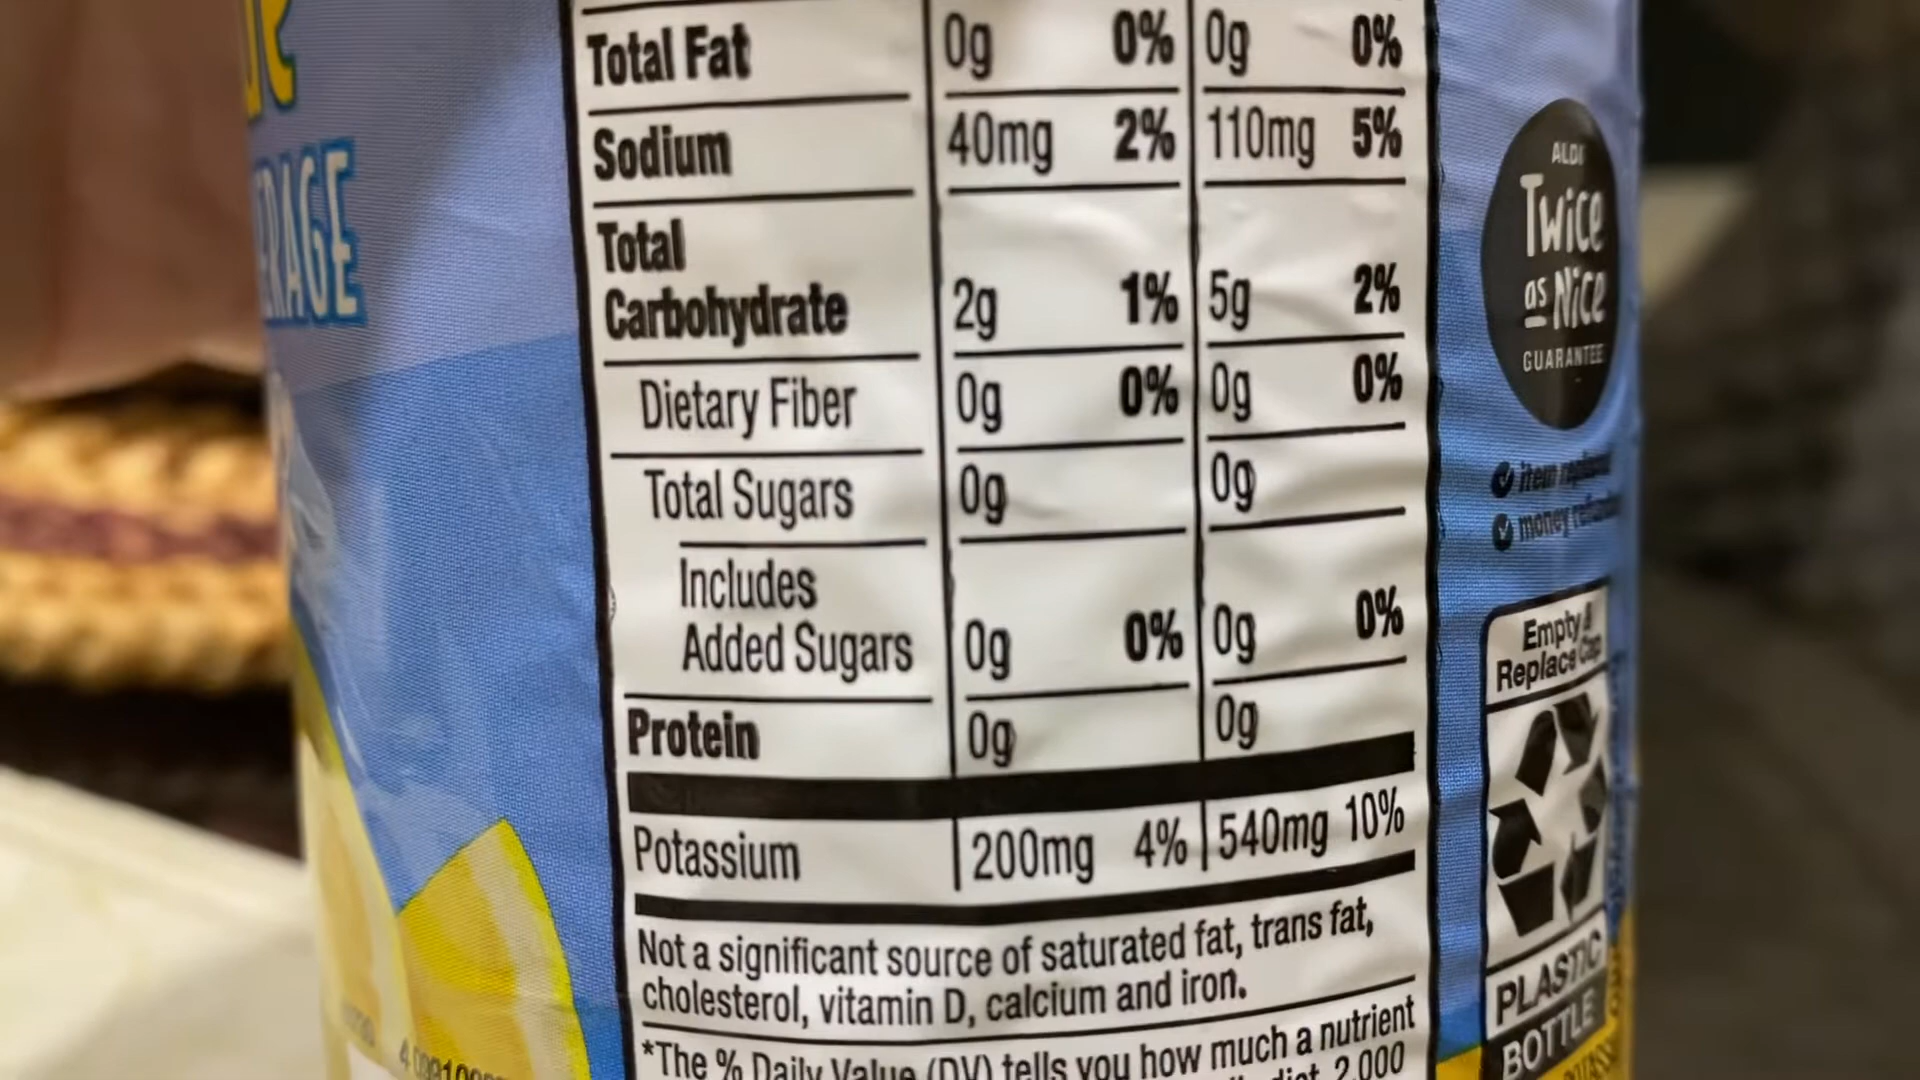 Total Fat 0g 0% 0g 0%
Sodium 40mg 2% 110mg 5%
Total
Carbohydrate 2g 1% 5g 2%
Dietary Fiber 0g 0% 0g 0%
Total Sugars 0g 0g
Includes
Added Sugars 0g 0% 0g 0%
Protein 0g 0g
Potassium 200mg 4% 540mg 10%
Not a significant source of saturated fat, trans fat,
cholesterol, vitamin D, calcium and iron.
*The % Daily Value (DV) tells you how much a nutrient
diet 2,000
ALDI
Twice
as Nice
GUARANTEE
item
money
Empty &
Replace Cap
PLASTIC
BOTTLE